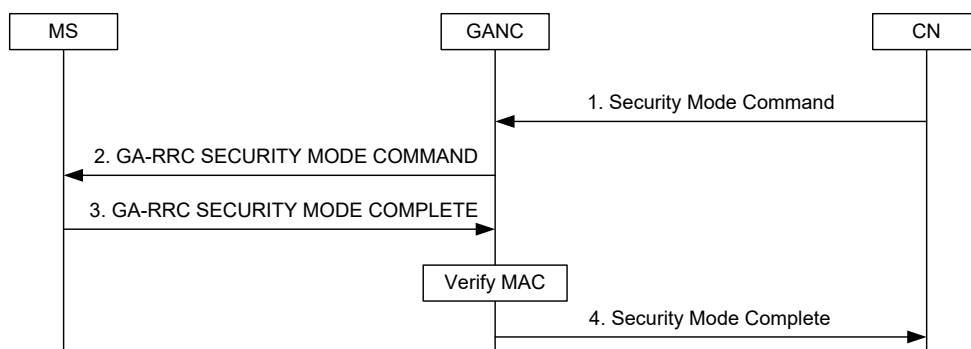 MS
GANC
CN
1. Security Mode Command
2. GA-RRC SECURITY MODE COMMAND
3. GA-RRC SECURITY MODE COMPLETE
Verify MAC
4. Security Mode Complete